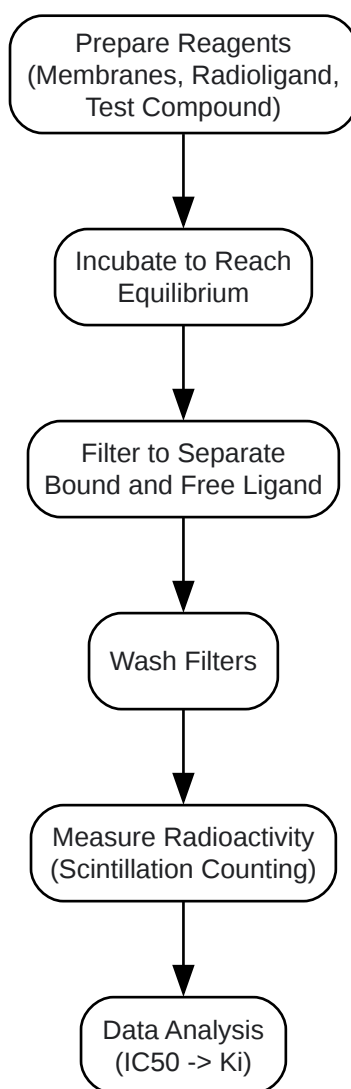 Prepare Reagents
(Membranes, Radioligand,
Test Compound)
Incubate to Reach
Equilibrium
Filter to Separate
Bound and Free Ligand
Wash Filters
Measure Radioactivity
(Scintillation Counting)
Data Analysis
(IC50 -> Ki)